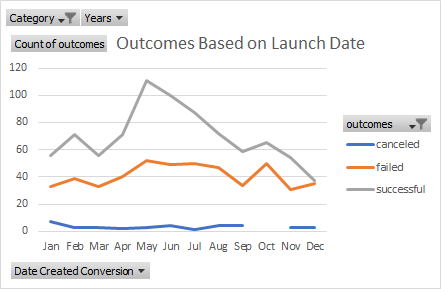 Category Years
Count of outcomes
Outcomes Based on Launch Date
120
100
80
60
40
20
0
Jan Feb Mar Apr May Jun Jul Aug Sep Oct Nov Dec
outcomes
canceled
failed
successful
Date Created Conversion